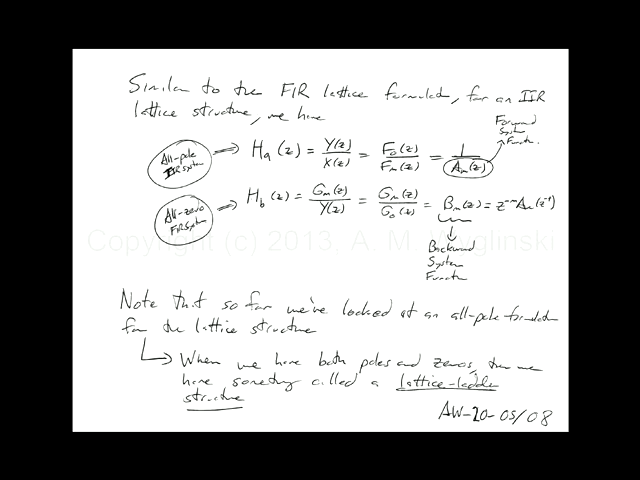 Similar to the FIR lattice formulation, for an IIR
lattice structure, we have
Forward
System
Function
All-pole
IIR system
⇒ Ha(z) = Y(z)/X(z) = F0(z)/Fm(z) = 1/Am(z)
All-zero
FIR system
⇒ Hb(z) = Gm(z)/Y(z) = Gm(z)/G0(z) = Bm(z) = z^-m Am(z^-1)
Copyright (c) 2013, A. M. Wyglinski
Backward
System
Function
Note that so far we've looked at an all-pole formulation
for the lattice structure
↳ When we have both poles and zeros, then we
have something called a lattice-ladder
structure
AW-20-05/08